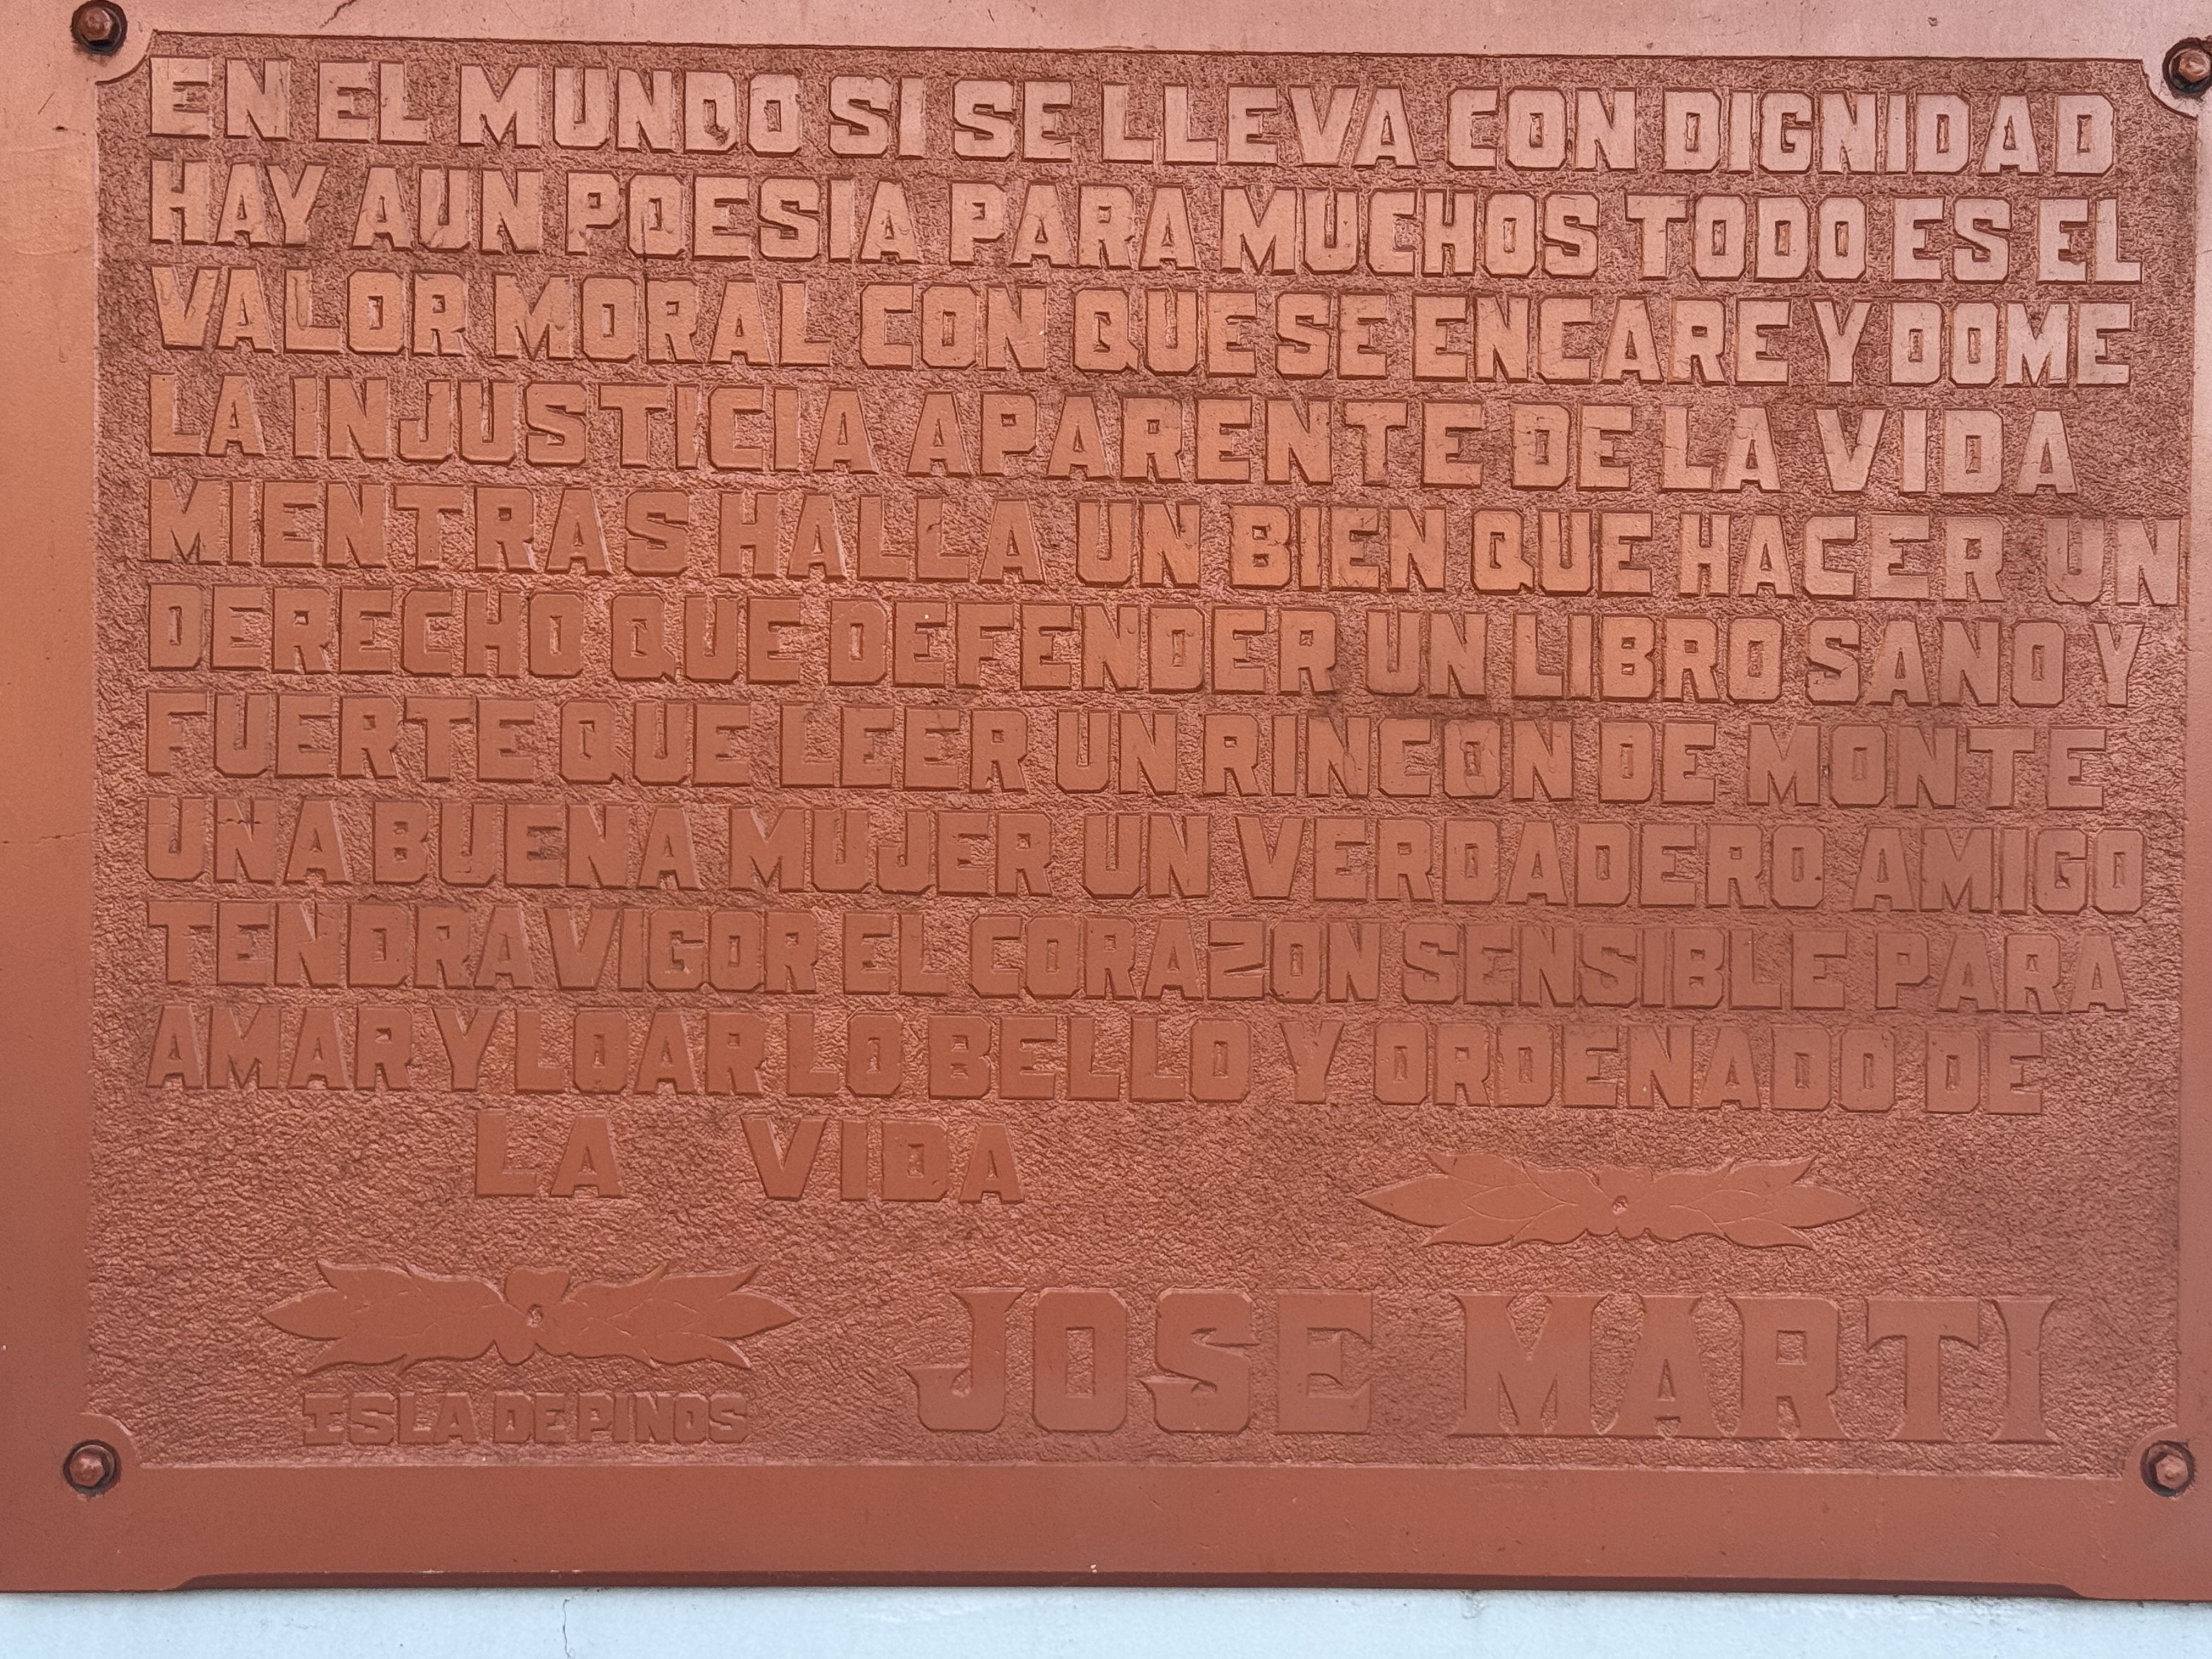 EN EL MUNDO SI SE LLEVA CON DIGNIDAD
HAY AUN POESIA PARA MUCHOS TODO ES EL
VALOR MORAL CON QUE SE ENCARE Y DOME
LA INJUSTICIA APARENTE DE LA VIDA
MIENTRAS HALLA UN BIEN QUE HACER UN
DERECHO QUE DEFENDER UN LIBRO SANO Y
FUERTE QUE LEER UN RINCON DE MONTE
UNA BUENA MUJER UN VERDADERO AMIGO
TENDRA VIGOR EL CORAZON SENSIBLE PARA
AMAR Y LOAR LO BELLO Y ORDENADO DE
LA VIDA
ISLA DE PINOS
JOSE MARTI